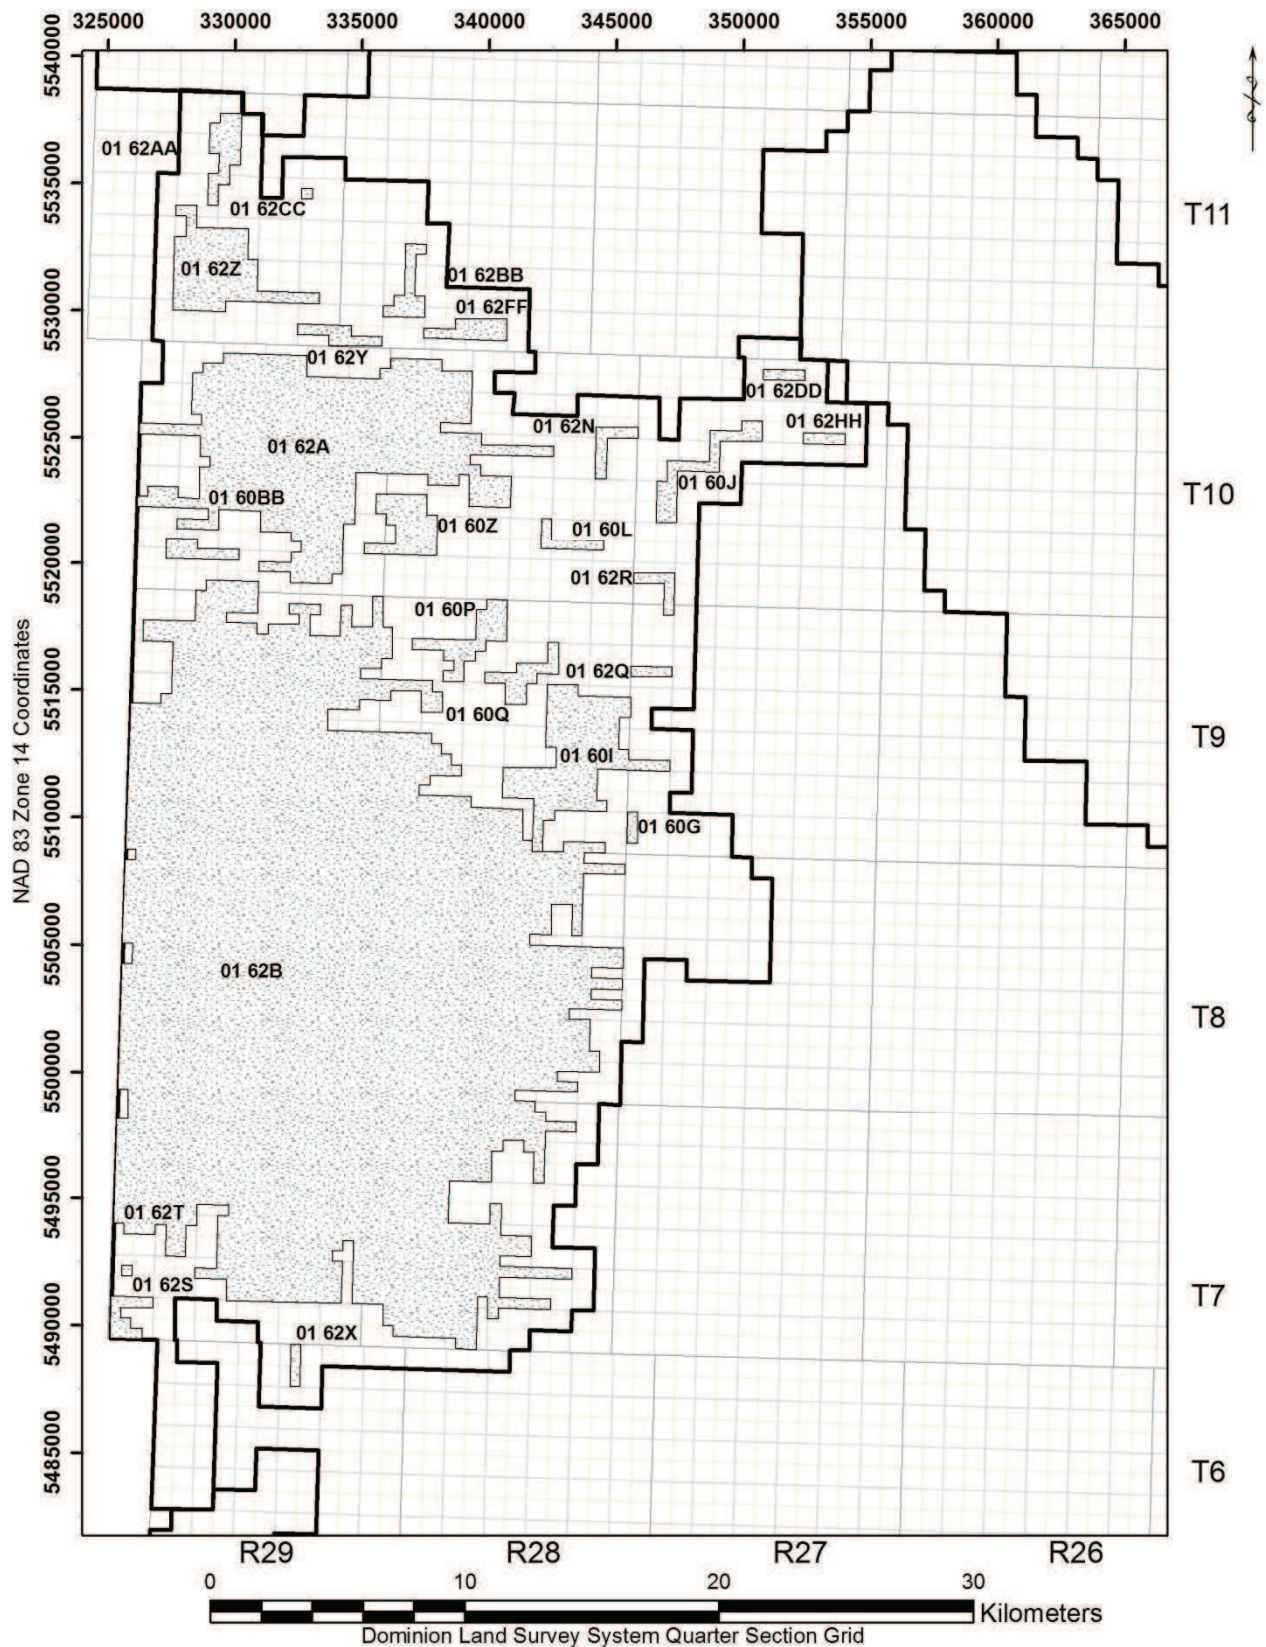 325000 330000 335000 340000 345000 350000 355000 360000 365000
5540000
5535000
5530000
5525000
5520000
5515000
5510000
5505000
5500000
5495000
5490000
5485000
NAD 83 Zone 14 Coordinates
01 62AA
01 62CC
01 62Z
01 62BB
01 62FF
01 62Y
01 62DD
01 62HH
01 62N
01 62A
01 60J
01 60BB
01 60Z
01 60L
01 62R
01 60P
01 62Q
01 60Q
01 60I
01 60G
01 62B
01 62T
01 62S
01 62X
T11
T10
T9
T8
T7
T6
R29 R28 R27 R26
0 10 20 30
Kilometers
Dominion Land Survey System Quarter Section Grid